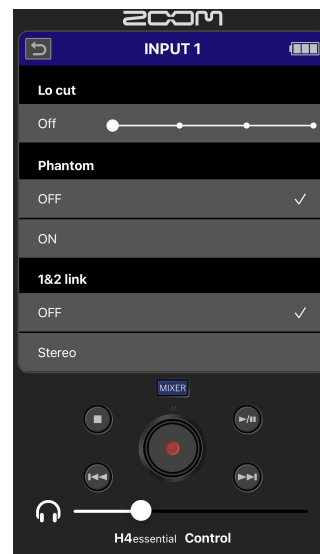 ZOOM
INPUT 1
Lo cut
Off
Phantom
OFF
ON
1&2 link
OFF
Stereo
MIXER
H4essential Control